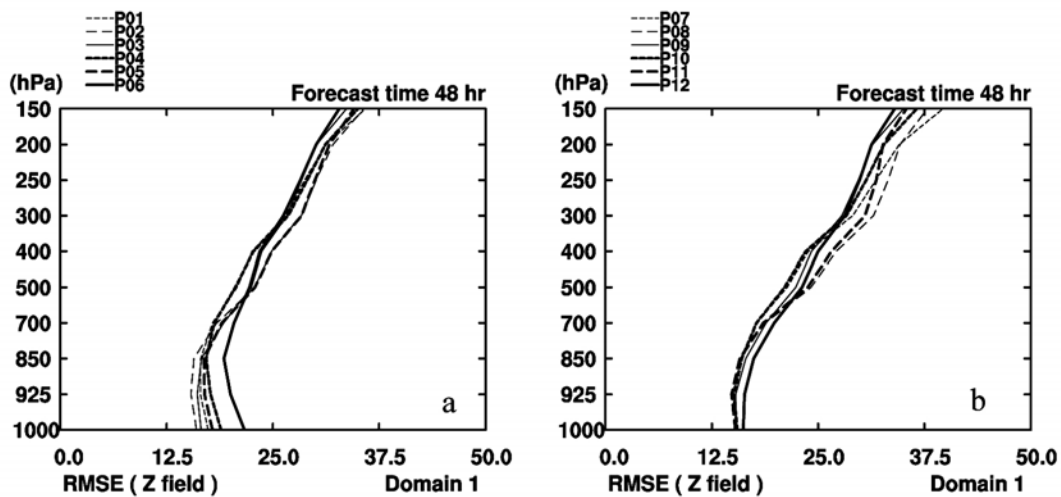 P01
P02
P03
P04
P05
P06
(hPa)
Forecast time 48 hr
150
200
250
300
400
500
700
850
925
1000
a
0.0 12.5 25.0 37.5 50.0
RMSE ( Z field ) Domain 1
P07
P08
P09
P10
P11
P12
(hPa)
Forecast time 48 hr
150
200
250
300
400
500
700
850
925
1000
b
0.0 12.5 25.0 37.5 50.0
RMSE ( Z field ) Domain 1